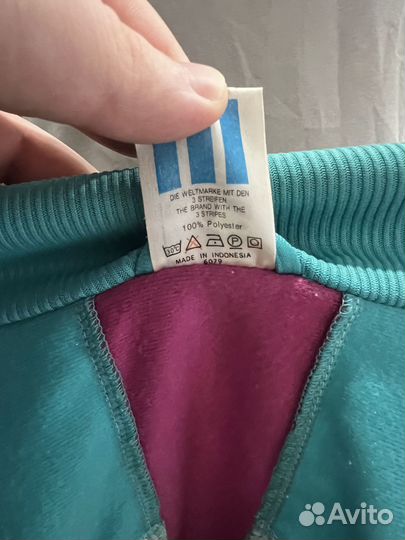 DIE WELTMARKE MIT DEN
3 STREIFEN
THE BRAND WITH THE
3 STRIPES
100% Polyester
30°C
MADE IN INDONESIA
6079
Avito